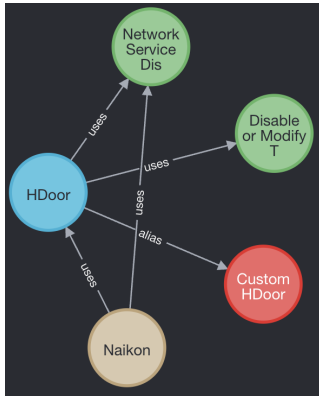 Network
Service
Dis
uses
Disable
or Modify
T
uses
HDoor
uses
alias
uses
Custom
HDoor
Naikon